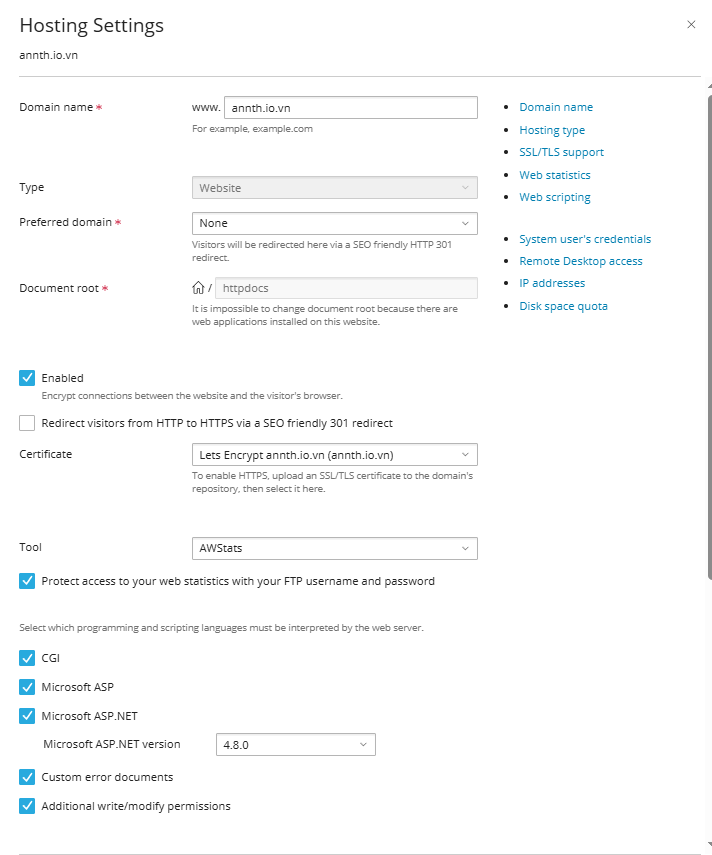 Hosting Settings
annth.io.vn
Domain name *
www. annth.io.vn
For example, example.com
Type
Website
Preferred domain *
None
Visitors will be redirected here via a SEO friendly HTTP 301
redirect.
Document root *
/ httpdocs
It is impossible to change document root because there are
web applications installed on this website.
Domain name
Hosting type
SSL/TLS support
Web statistics
Web scripting
System user's credentials
Remote Desktop access
IP addresses
Disk space quota
Enabled
Encrypt connections between the website and the visitor's browser.
Redirect visitors from HTTP to HTTPS via a SEO friendly 301 redirect
Certificate
Lets Encrypt annth.io.vn (annth.io.vn)
To enable HTTPS, upload an SSL/TLS certificate to the domain's
repository, then select it here.
Tool
AWStats
Protect access to your web statistics with your FTP username and password
Select which programming and scripting languages must be interpreted by the web server.
CGI
Microsoft ASP
Microsoft ASP.NET
Microsoft ASP.NET version
4.8.0
Custom error documents
Additional write/modify permissions